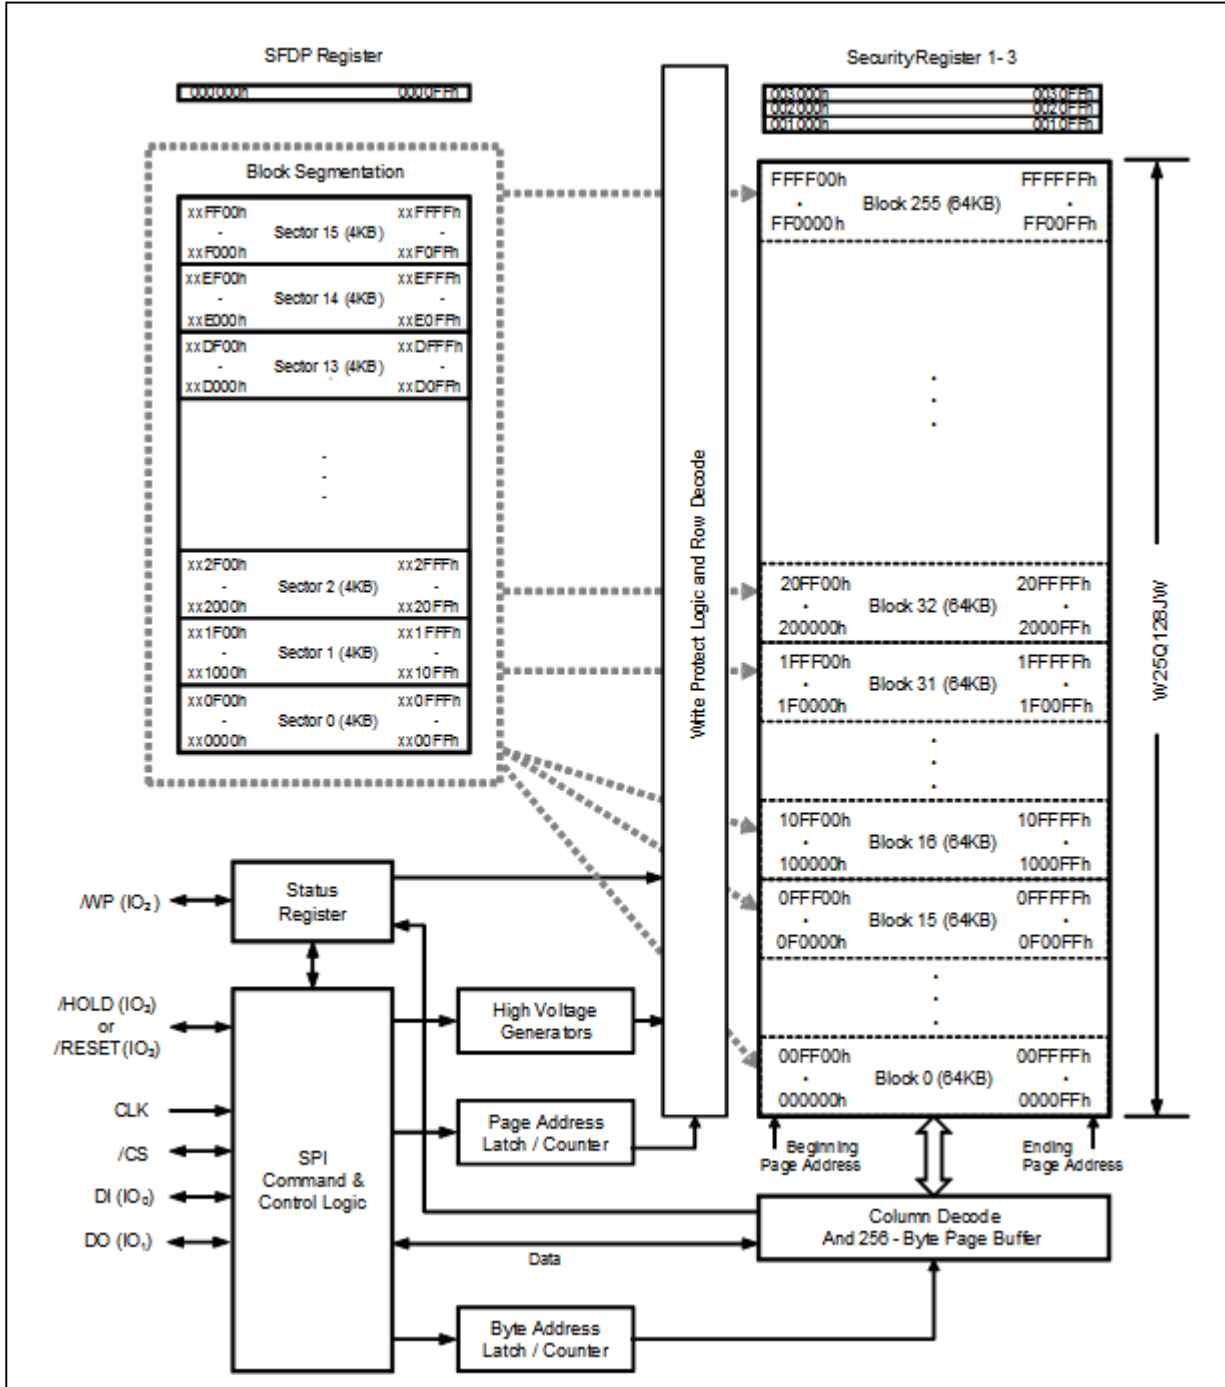 SFDP Register
000000h 0000FFh
Block Segmentation
xxFF00h xxFFFFh
- Sector 15 (4KB) -
xxF000h xxF0FFh
xxEF00h xxEFFFh
- Sector 14 (4KB) -
xxE000h xxE0FFh
xxDF00h xxDFFFh
- Sector 13 (4KB) -
xxD000h xxD0FFh
-
-
-
xx2F00h xx2FFFh
- Sector 2 (4KB) -
xx2000h xx20FFh
xx1F00h xx1FFFh
- Sector 1 (4KB) -
xx1000h xx10FFh
xx0F00h xx0FFFh
- Sector 0 (4KB) -
xx0000h xx00FFh
Write Protect Logic and Row Decode
Security Register 1 - 3
003000h 0030FFh
002000h 0020FFh
001000h 0010FFh
FFFF00h FFFFFFh
· Block 255 (64KB) ·
FF0000h FF00FFh
·
·
·
20FF00h 20FFFFh
· Block 32 (64KB) ·
200000h 2000FFh
1FFF00h 1FFFFFh
· Block 31 (64KB) ·
1F0000h 1F00FFh
·
·
·
10FF00h 10FFFFh
· Block 16 (64KB) ·
100000h 1000FFh
0FFF00h 0FFFFFh
· Block 15 (64KB) ·
0F0000h 0F00FFh
·
·
·
00FF00h 00FFFFh
· Block 0 (64KB) ·
000000h 0000FFh
W25Q128JW
Beginning
Page Address
Ending
Page Address
/WP (IO₂)
Status
Register
/HOLD (IO₃)
or
/RESET (IO₃)
CLK
/CS
DI (IO₀)
DO (IO₁)
SPI
Command &
Control Logic
High Voltage
Generators
Page Address
Latch / Counter
Column Decode
And 256 - Byte Page Buffer
Data
Byte Address
Latch / Counter